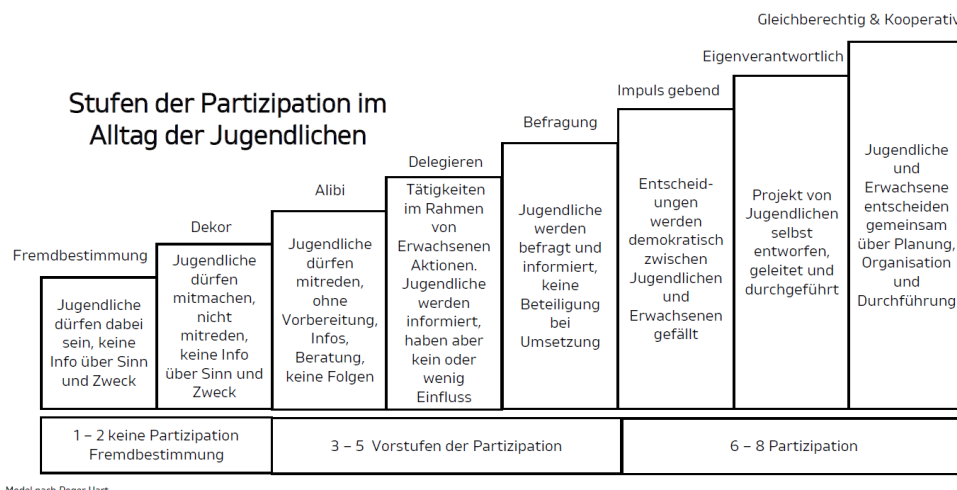 Stufen der Partizipation im
Alltag der Jugendlichen
Fremdbestimmung
Jugendliche
dürfen dabei
sein, keine
Info über Sinn
und Zweck
Dekor
Jugendliche
dürfen
mitmachen,
nicht
mitreden,
keine Info
über Sinn und
Zweck
Alibi
Jugendliche
dürfen
mitreden,
ohne
Vorbereitung,
Infos,
Beratung,
keine Folgen
Delegieren
Tätigkeiten
im Rahmen
von
Erwachsenen
Aktionen.
Jugendliche
werden
informiert,
haben aber
kein oder
wenig
Einfluss
Befragung
Jugendliche
werden
befragt und
informiert,
keine
Beteiligung
bei
Umsetzung
Impuls gebend
Entscheid-
ungen
werden
demokratisch
zwischen
Jugendlichen
und
Erwachsenen
gefällt
Eigenverantwortlich
Projekt von
Jugendlichen
selbst
entworfen,
geleitet und
durchgeführt
Gleichberechtig & Kooperativ
Jugendliche
und
Erwachsene
entscheiden
gemeinsam
über Planung,
Organisation
und
Durchführung
1 – 2 keine Partizipation
Fremdbestimmung
3 – 5 Vorstufen der Partizipation
6 – 8 Partizipation
Model nach Roger Hart